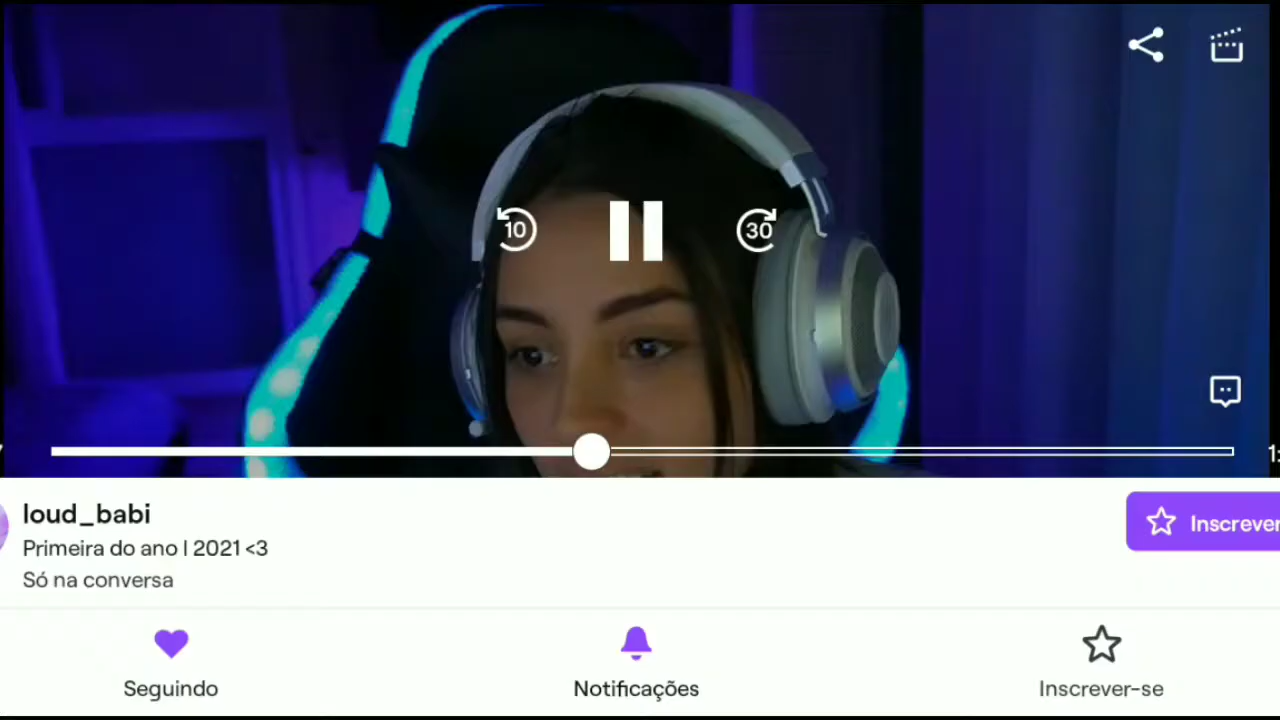 10
30
loud_babi
Primeira do ano | 2021 <3
Só na conversa
Inscrever
Seguindo
Notificações
Inscrever-se